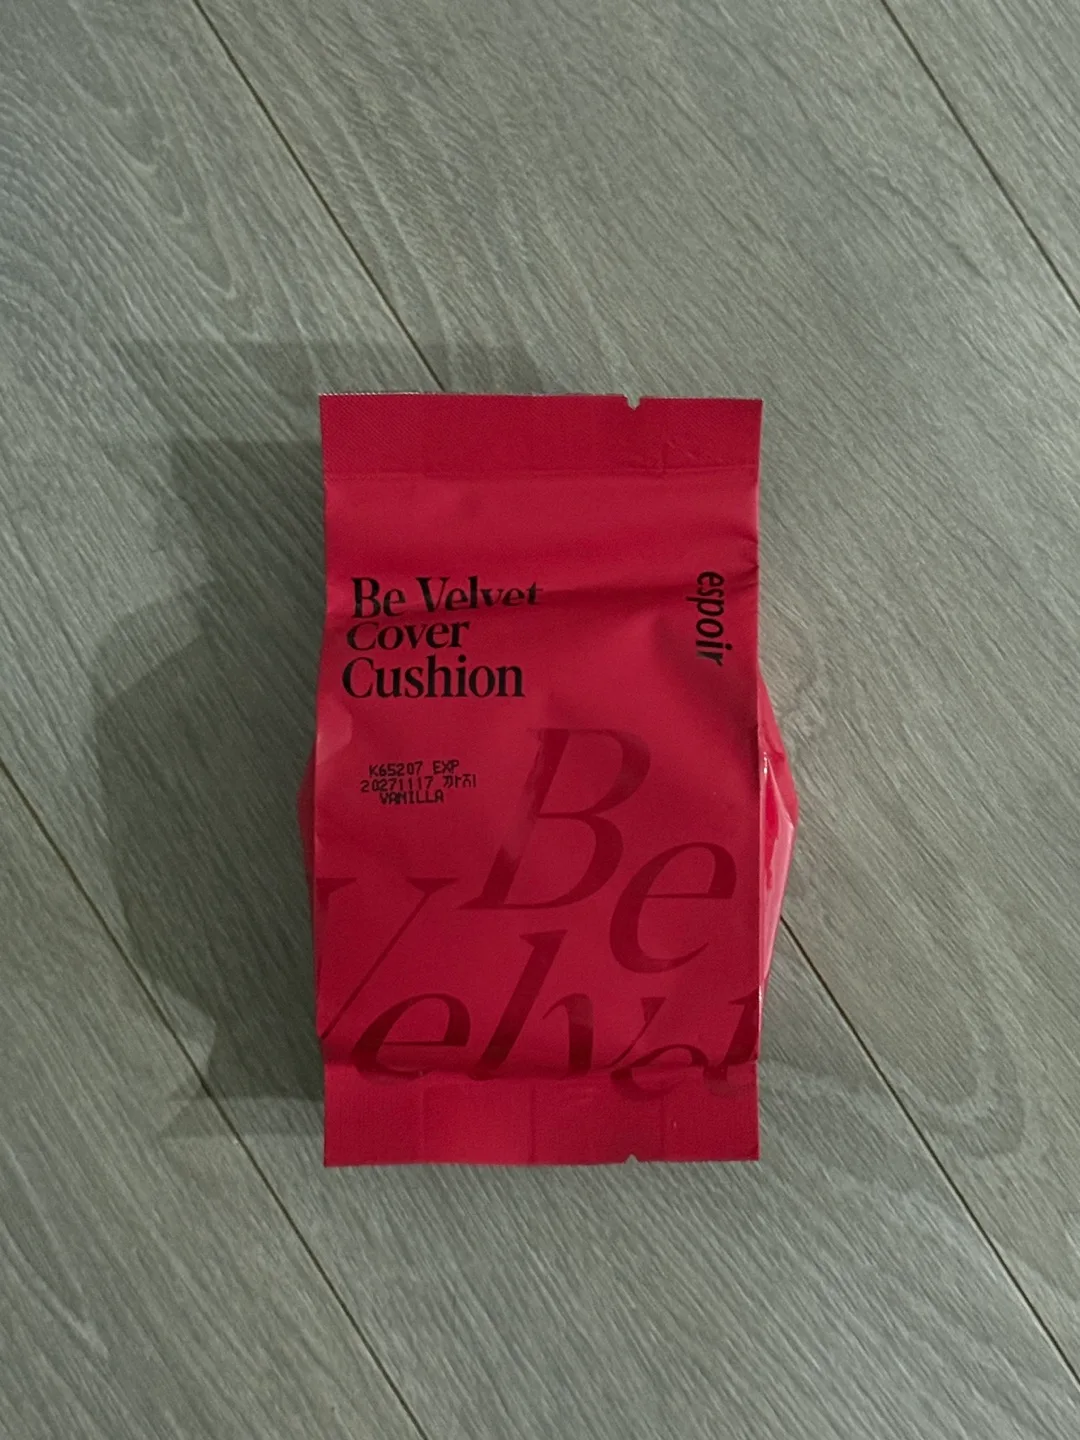 Be Velvet
Cover
Cushion
espoir
K65207 EXP
20271117 까지
VANILLA
Be
Velvet